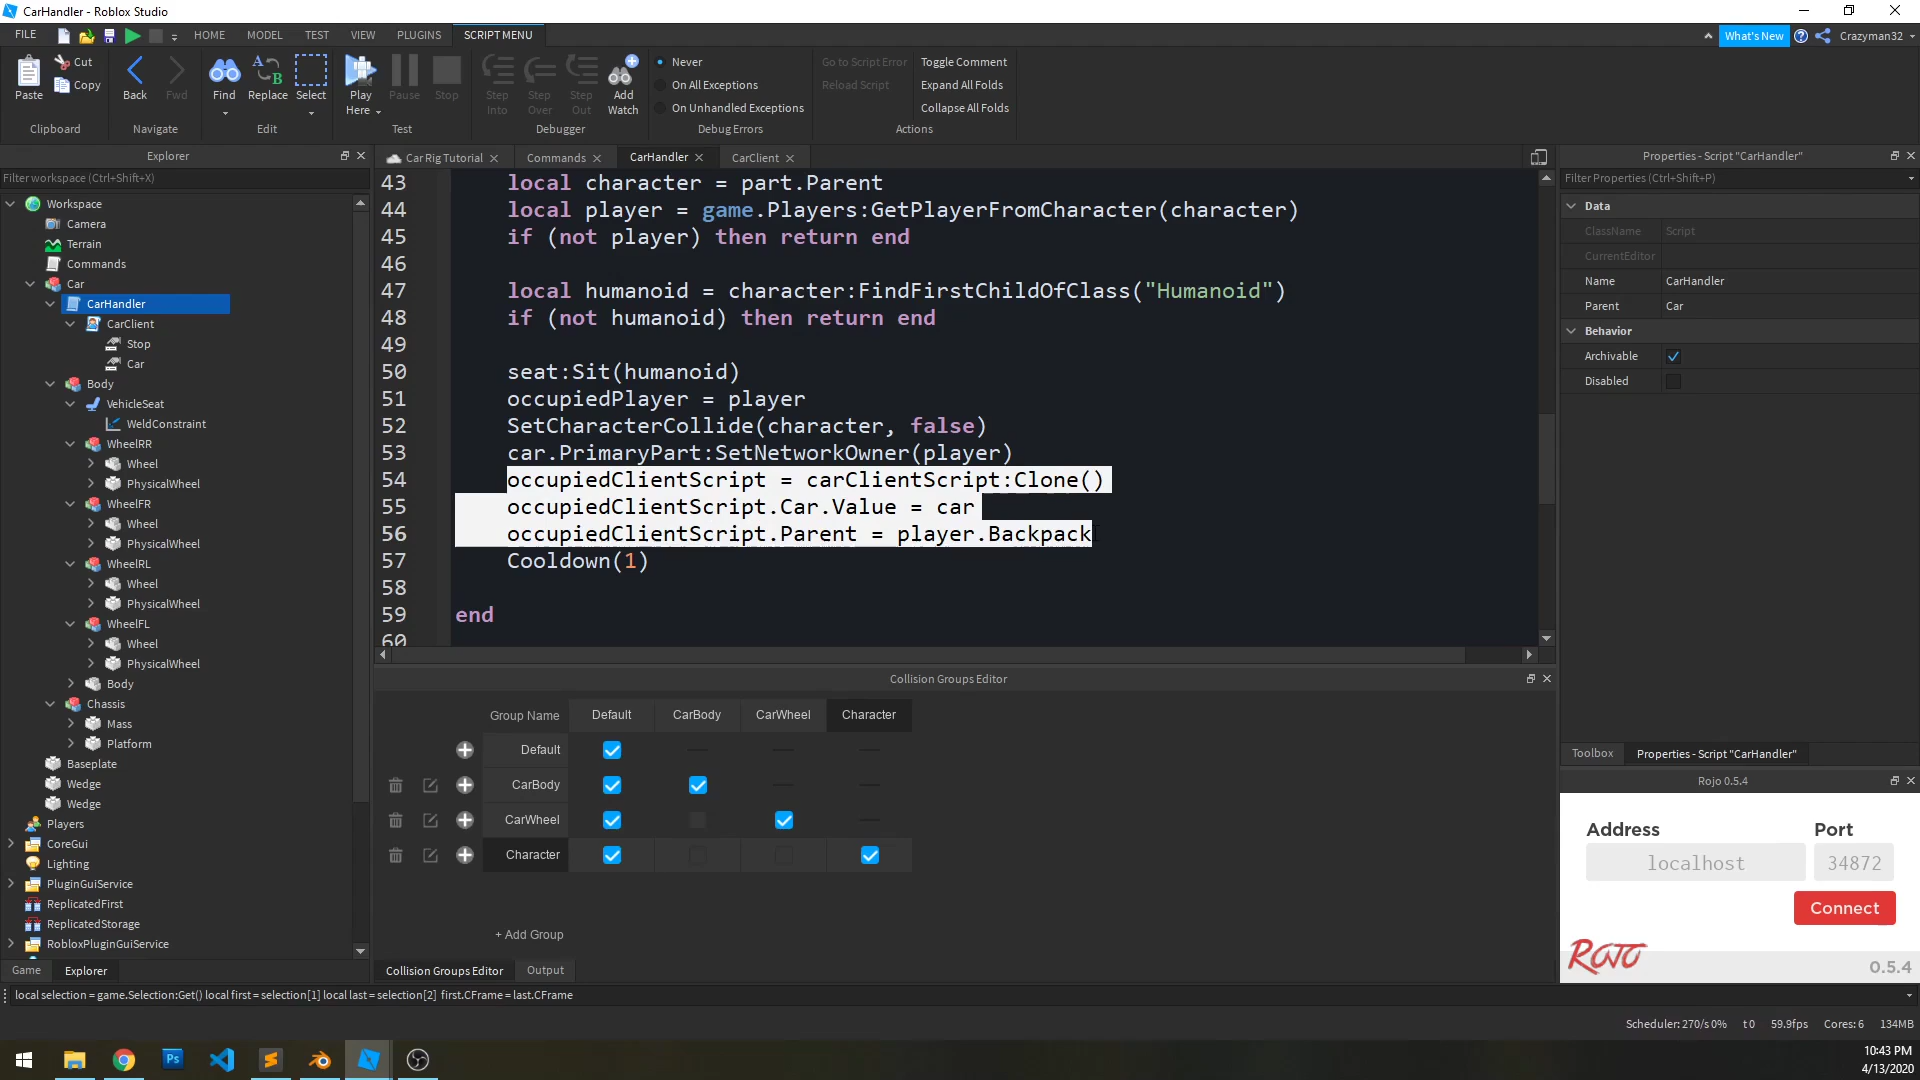 CarHandler - Roblox Studio
FILE
HOME
MODEL
TEST
VIEW
PLUGINS
SCRIPT MENU
What's New
Crazyman32
Paste
Cut
Copy
Clipboard
Back
Fwd
Navigate
Find
Replace
Select
Edit
Play
Here
Pause
Stop
Test
Step
Into
Step
Over
Step
Out
Add
Watch
Debugger
Never
On All Exceptions
On Unhandled Exceptions
Debug Errors
Go to Script Error
Reload Script
Toggle Comment
Expand All Folds
Collapse All Folds
Actions
Explorer
Filter workspace (Ctrl+Shift+X)
Workspace
Camera
Terrain
Commands
Car
CarHandler
CarClient
Stop
Car
Body
VehicleSeat
WeldConstraint
WheelRR
Wheel
PhysicalWheel
WheelFR
Wheel
PhysicalWheel
WheelRL
Wheel
PhysicalWheel
WheelFL
Wheel
PhysicalWheel
Body
Chassis
Mass
Platform
Baseplate
Wedge
Wedge
Players
CoreGui
Lighting
PluginGuiService
ReplicatedFirst
ReplicatedStorage
RobloxPluginGuiService
Game
Explorer
Car Rig Tutorial
Commands
CarHandler
CarClient
43 local character = part.Parent
44 local player = game.Players:GetPlayerFromCharacter(character)
45 if (not player) then return end
46
47 local humanoid = character:FindFirstChildOfClass("Humanoid")
48 if (not humanoid) then return end
49
50 seat:Sit(humanoid)
51 occupiedPlayer = player
52 SetCharacterCollide(character, false)
53 car.PrimaryPart:SetNetworkOwner(player)
54 occupiedClientScript = carClientScript:Clone()
55 occupiedClientScript.Car.Value = car
56 occupiedClientScript.Parent = player.Backpack
57 Cooldown(1)
58
59 end
60
Collision Groups Editor
Group Name Default CarBody CarWheel Character
Default
CarBody
CarWheel
Character
+ Add Group
Collision Groups Editor
Output
Properties - Script "CarHandler"
Filter Properties (Ctrl+Shift+P)
Data
ClassName Script
CurrentEditor
Name CarHandler
Parent Car
Behavior
Archivable
Disabled
Toolbox
Properties - Script "CarHandler"
Rojo 0.5.4
Address
Port
localhost
34872
Connect
ROJO
0.5.4
local selection = game.Selection:Get() local first = selection[1] local last = selection[2] first.CFrame = last.CFrame
Scheduler: 270/s 0% t 0 59.9fps Cores: 6 134MB
Ps
10:43 PM
4/13/2020